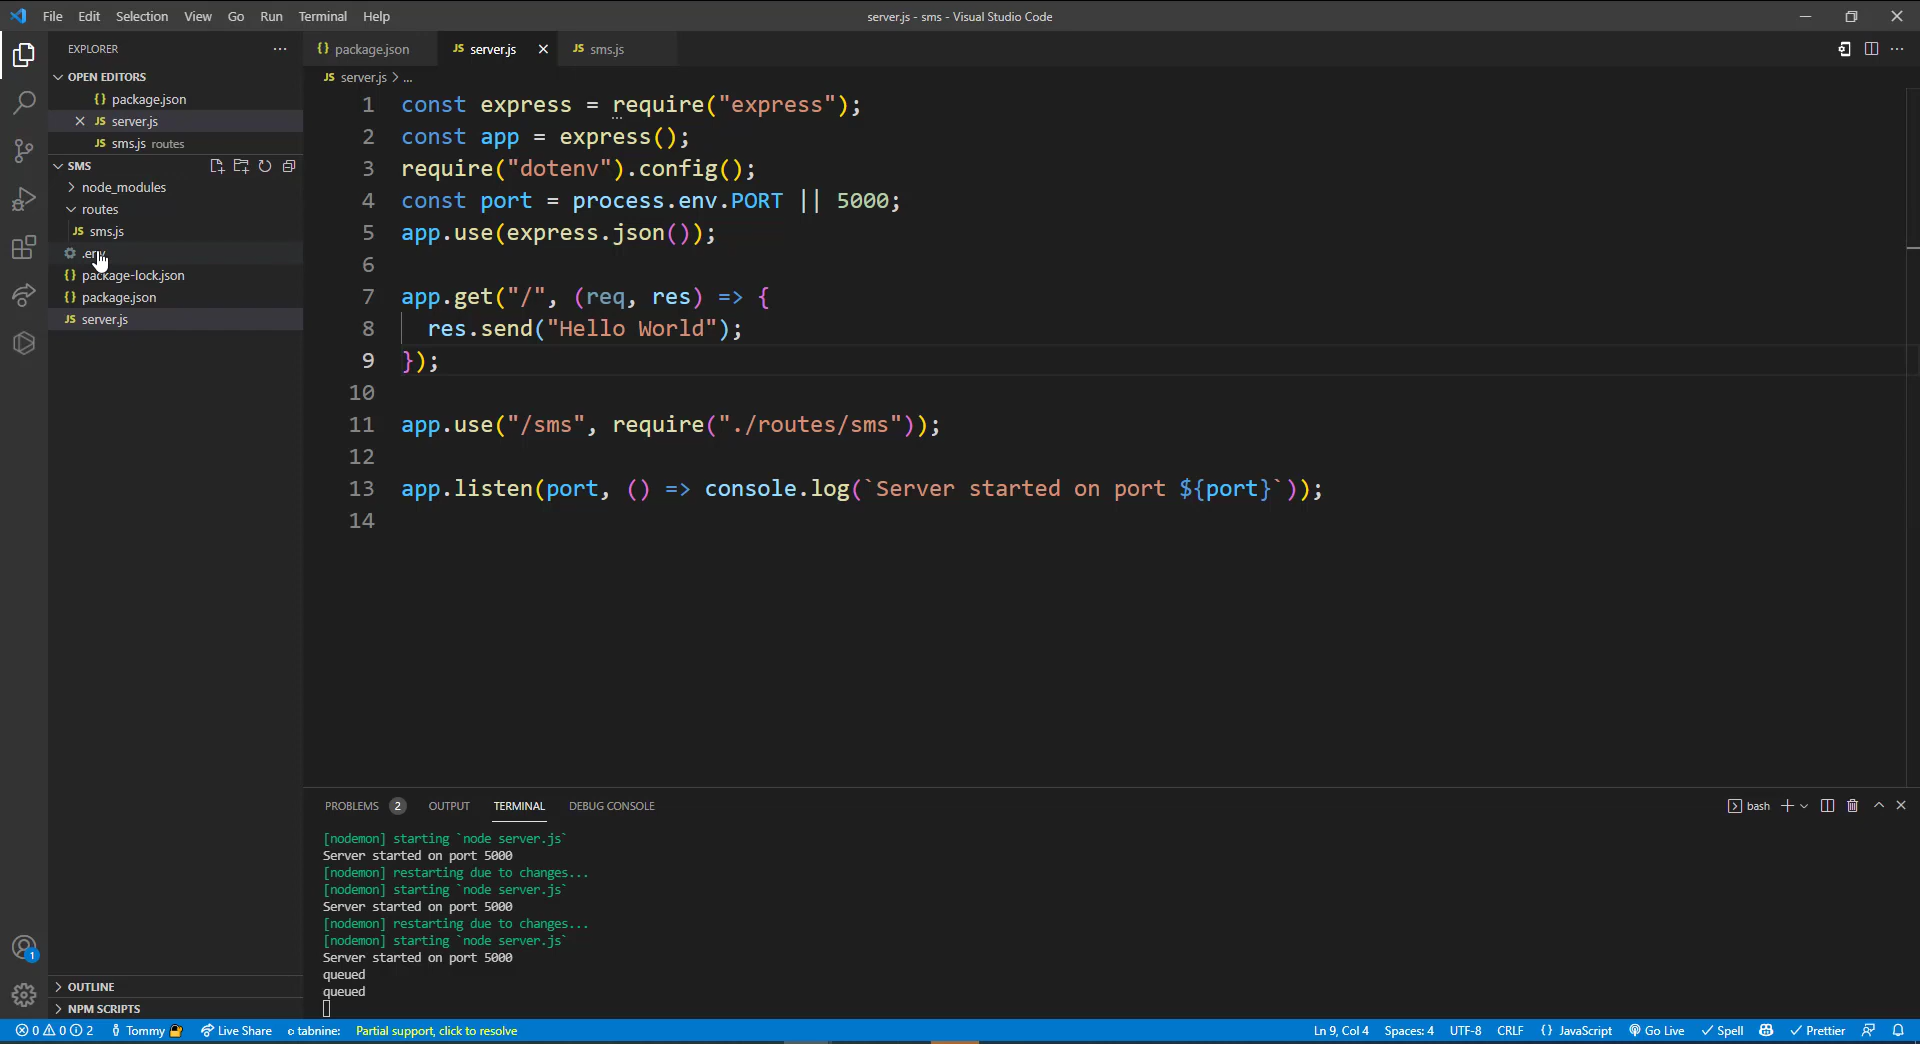 File Edit Selection View Go Run Terminal Help
server.js - sms - Visual Studio Code
EXPLORER
OPEN EDITORS
{} package.json
JS server.js
JS sms.js routes
SMS
node_modules
routes
JS sms.js
.env
{} package-lock.json
{} package.json
JS server.js
OUTLINE
NPM SCRIPTS
{} package.json
JS server.js
JS sms.js
JS server.js > ...
1 const express = require("express");
2 const app = express();
3 require("dotenv").config();
4 const port = process.env.PORT || 5000;
5 app.use(express.json());
6
7 app.get("/", (req, res) => {
8 res.send("Hello World");
9 });
10
11 app.use("/sms", require("./routes/sms"));
12
13 app.listen(port, () => console.log(`Server started on port ${port}`));
14
PROBLEMS 2 OUTPUT TERMINAL DEBUG CONSOLE
bash
[nodemon] starting `node server.js`
Server started on port 5000
[nodemon] restarting due to changes...
[nodemon] starting `node server.js`
Server started on port 5000
[nodemon] restarting due to changes...
[nodemon] starting `node server.js`
Server started on port 5000
queued
queued
1
0 0 2 Tommy Live Share tabnine: Partial support, click to resolve
Ln 9, Col 4 Spaces: 4 UTF-8 CRLF {} JavaScript Go Live Spell Prettier